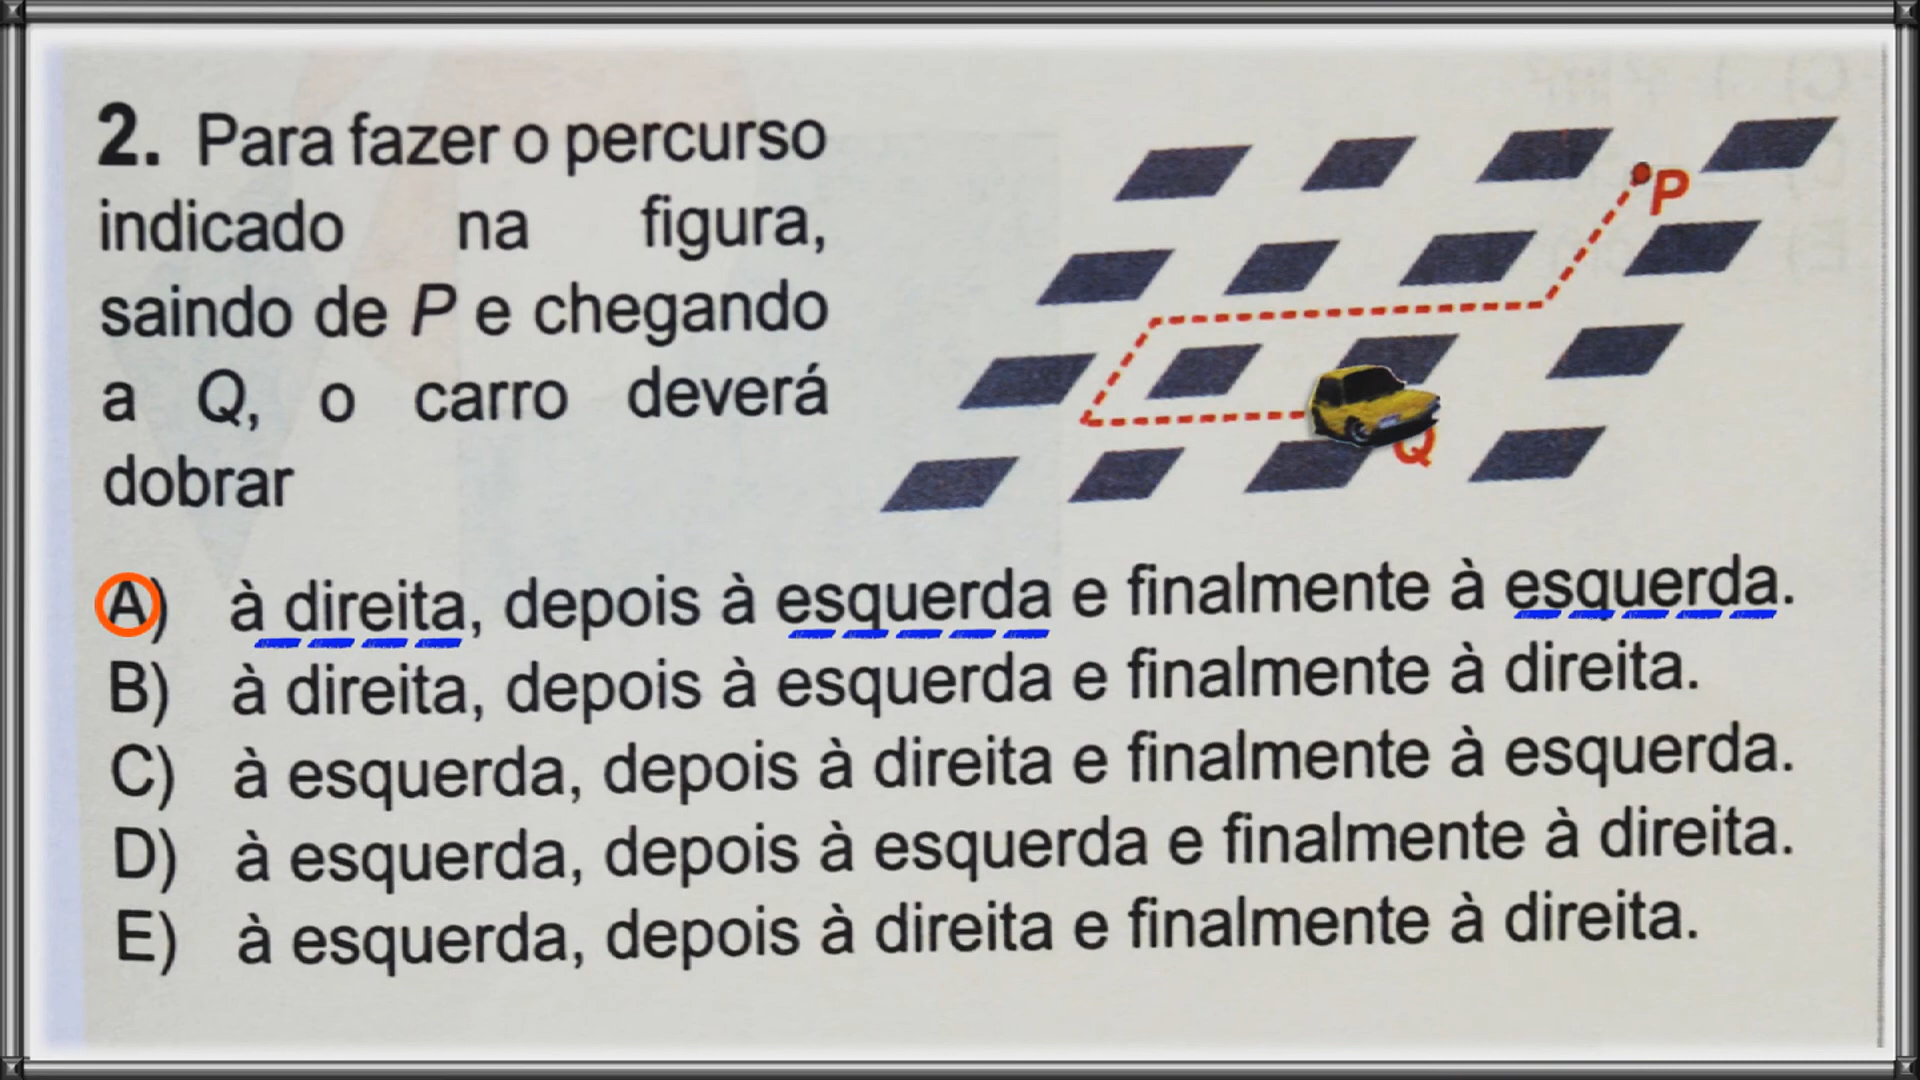 2. Para fazer o percurso
indicado na figura,
saindo de P e chegando
a Q, o carro deverá
dobrar
P
Q
A) à direita, depois à esquerda e finalmente à esquerda.
B) à direita, depois à esquerda e finalmente à direita.
C) à esquerda, depois à direita e finalmente à esquerda.
D) à esquerda, depois à esquerda e finalmente à direita.
E) à esquerda, depois à direita e finalmente à direita.